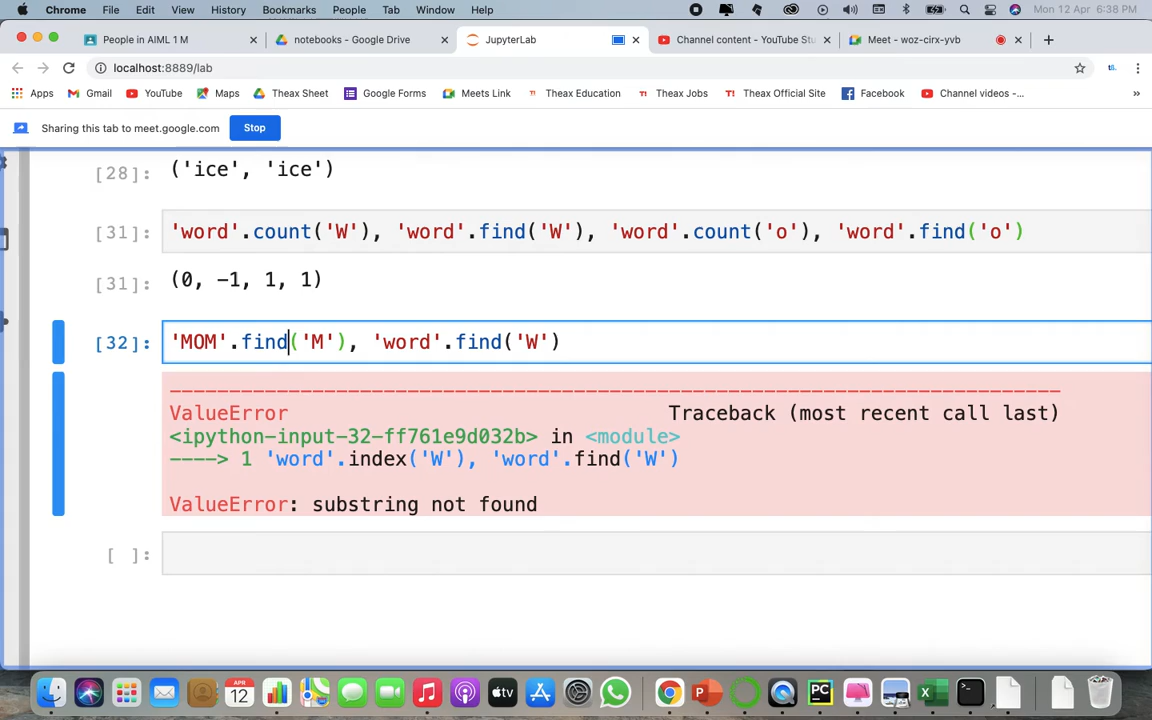 Chrome File Edit View History Bookmarks People Tab Window Help Mon 12 Apr 6:38 PM
People in AIML 1 M notebooks - Google Drive JupyterLab Channel content - YouTube Stu Meet - woz-cirx-yvb
localhost:8889/lab
Apps Gmail YouTube Maps Theax Sheet Google Forms Meets Link Theax Education Theax Jobs Theax Official Site Facebook Channel videos -...
Sharing this tab to meet.google.com Stop
[28]: ('ice', 'ice')
[31]: 'word'.count('W'), 'word'.find('W'), 'word'.count('o'), 'word'.find('o')
[31]: (0, -1, 1, 1)
[32]: 'MOM'.find('M'), 'word'.find('W')
---------------------------------------------------------------------------
ValueError Traceback (most recent call last)
<ipython-input-32-ff761e9d032b> in <module>
----> 1 'word'.index('W'), 'word'.find('W')
ValueError: substring not found
[ ]:
APR
12
tv
P
PC
X